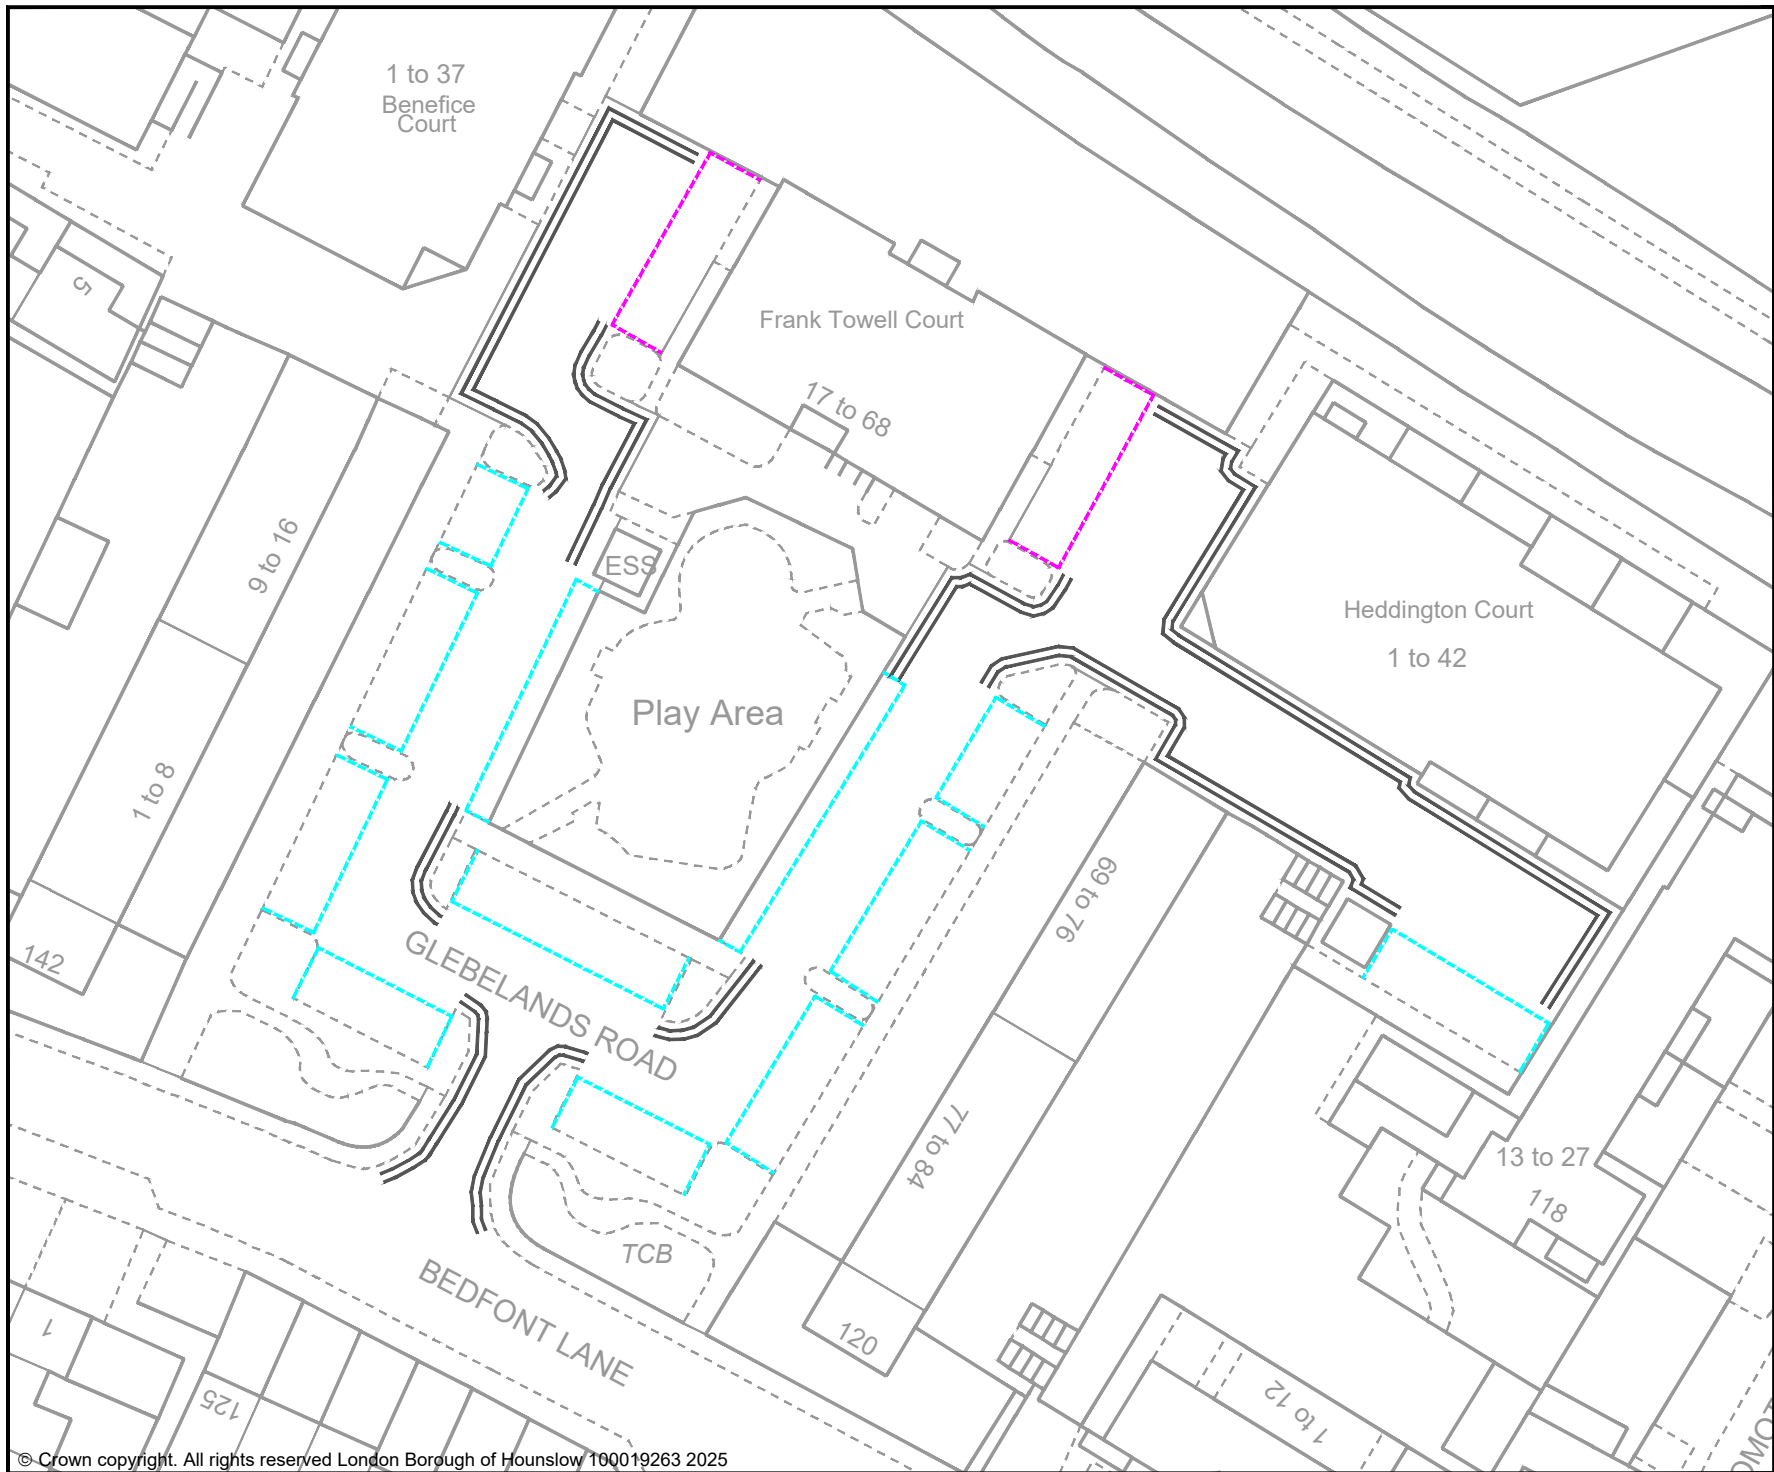 1 to 37
Benefice
Court
5
Frank Towell Court
17 to 68
9 to 16
ESS
Heddington Court
1 to 42
Play Area
1 to 8
69 to 76
142
GLEBELANDS ROAD
77 to 84
13 to 27
118
TCB
BEDFONT LANE
1
120
125
1 to 12
© Crown copyright. All rights reserved London Borough of Hounslow 100019263 2025